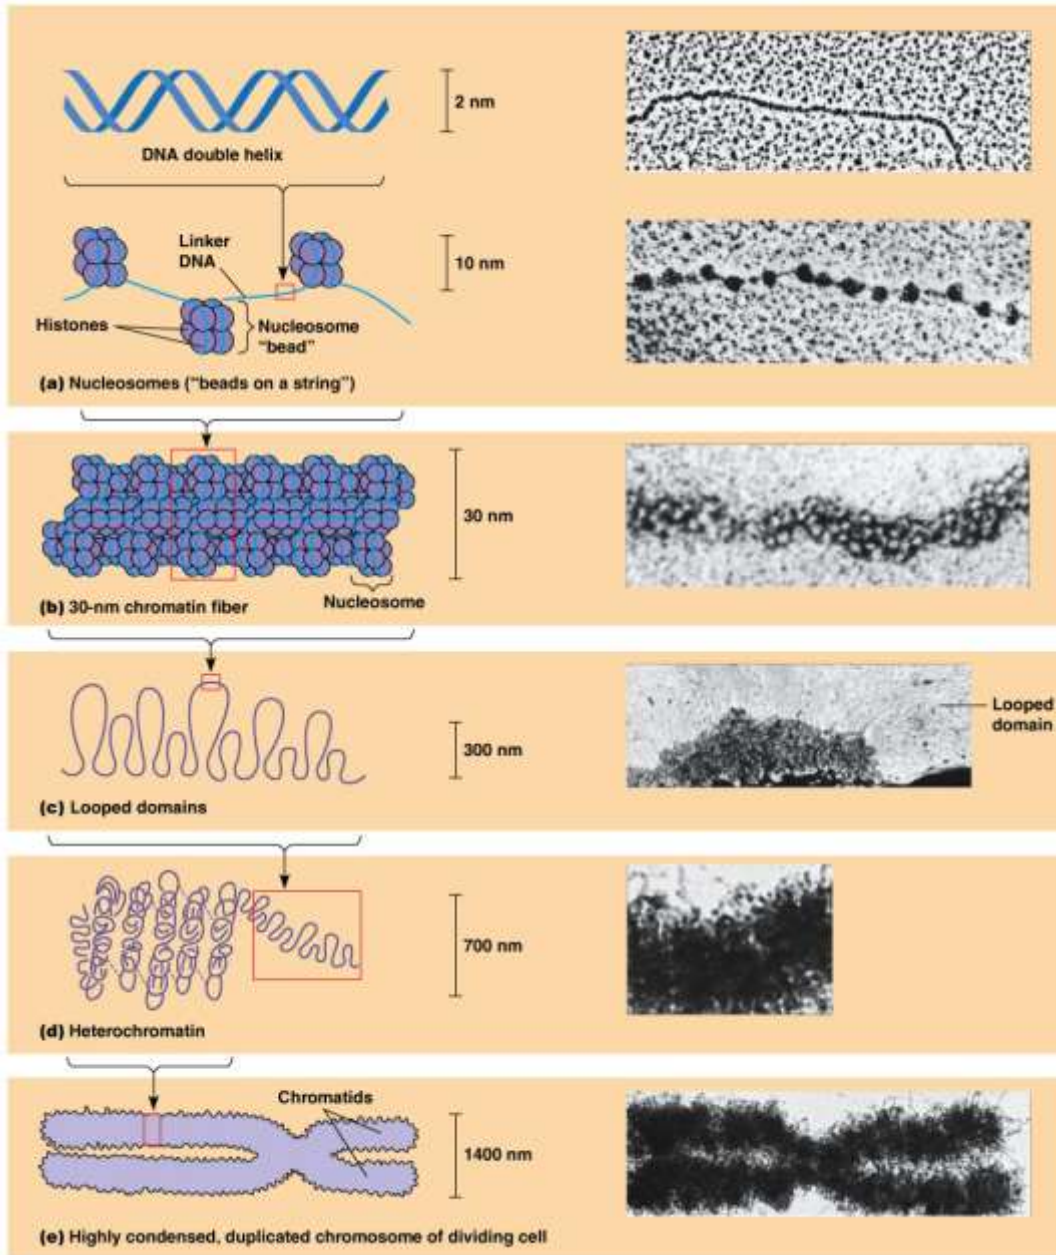 2 nm
DNA double helix
Linker
DNA
10 nm
Histones
Nucleosome
"bead"
(a) Nucleosomes ("beads on a string")
30 nm
Nucleosome
(b) 30-nm chromatin fiber
Looped
domain
300 nm
(c) Looped domains
700 nm
(d) Heterochromatin
Chromatids
1400 nm
(e) Highly condensed, duplicated chromosome of dividing cell